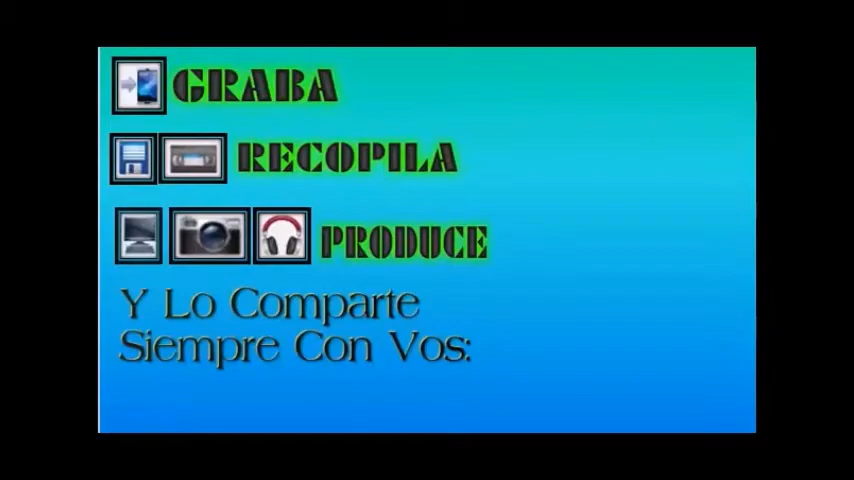 GRABA
RECOPILA
PRODUCE
Y Lo Comparte
Siempre Con Vos: